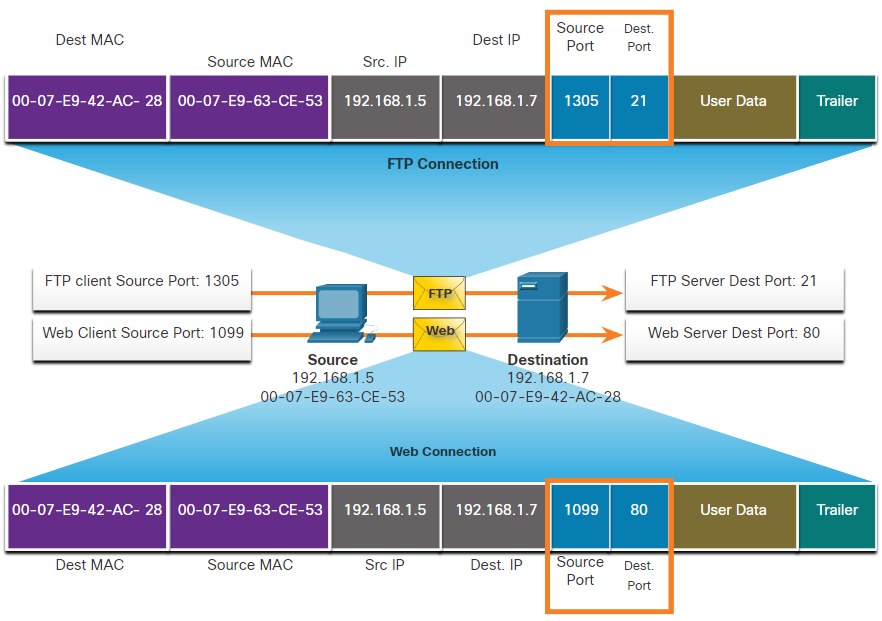 Dest MAC
Source MAC
Src. IP
Dest IP
Source
Port
Dest.
Port
00-07-E9-42-AC- 28
00-07-E9-63-CE-53
192.168.1.5
192.168.1.7
1305
21
User Data
Trailer
FTP Connection
FTP client Source Port: 1305
FTP
FTP Server Dest Port: 21
Web Client Source Port: 1099
Web
Web Server Dest Port: 80
Source
192.168.1.5
00-07-E9-63-CE-53
Destination
192.168.1.7
00-07-E9-42-AC-28
Web Connection
00-07-E9-42-AC- 28
00-07-E9-63-CE-53
192.168.1.5
192.168.1.7
1099
80
User Data
Trailer
Dest MAC
Source MAC
Src IP
Dest. IP
Source
Port
Dest.
Port